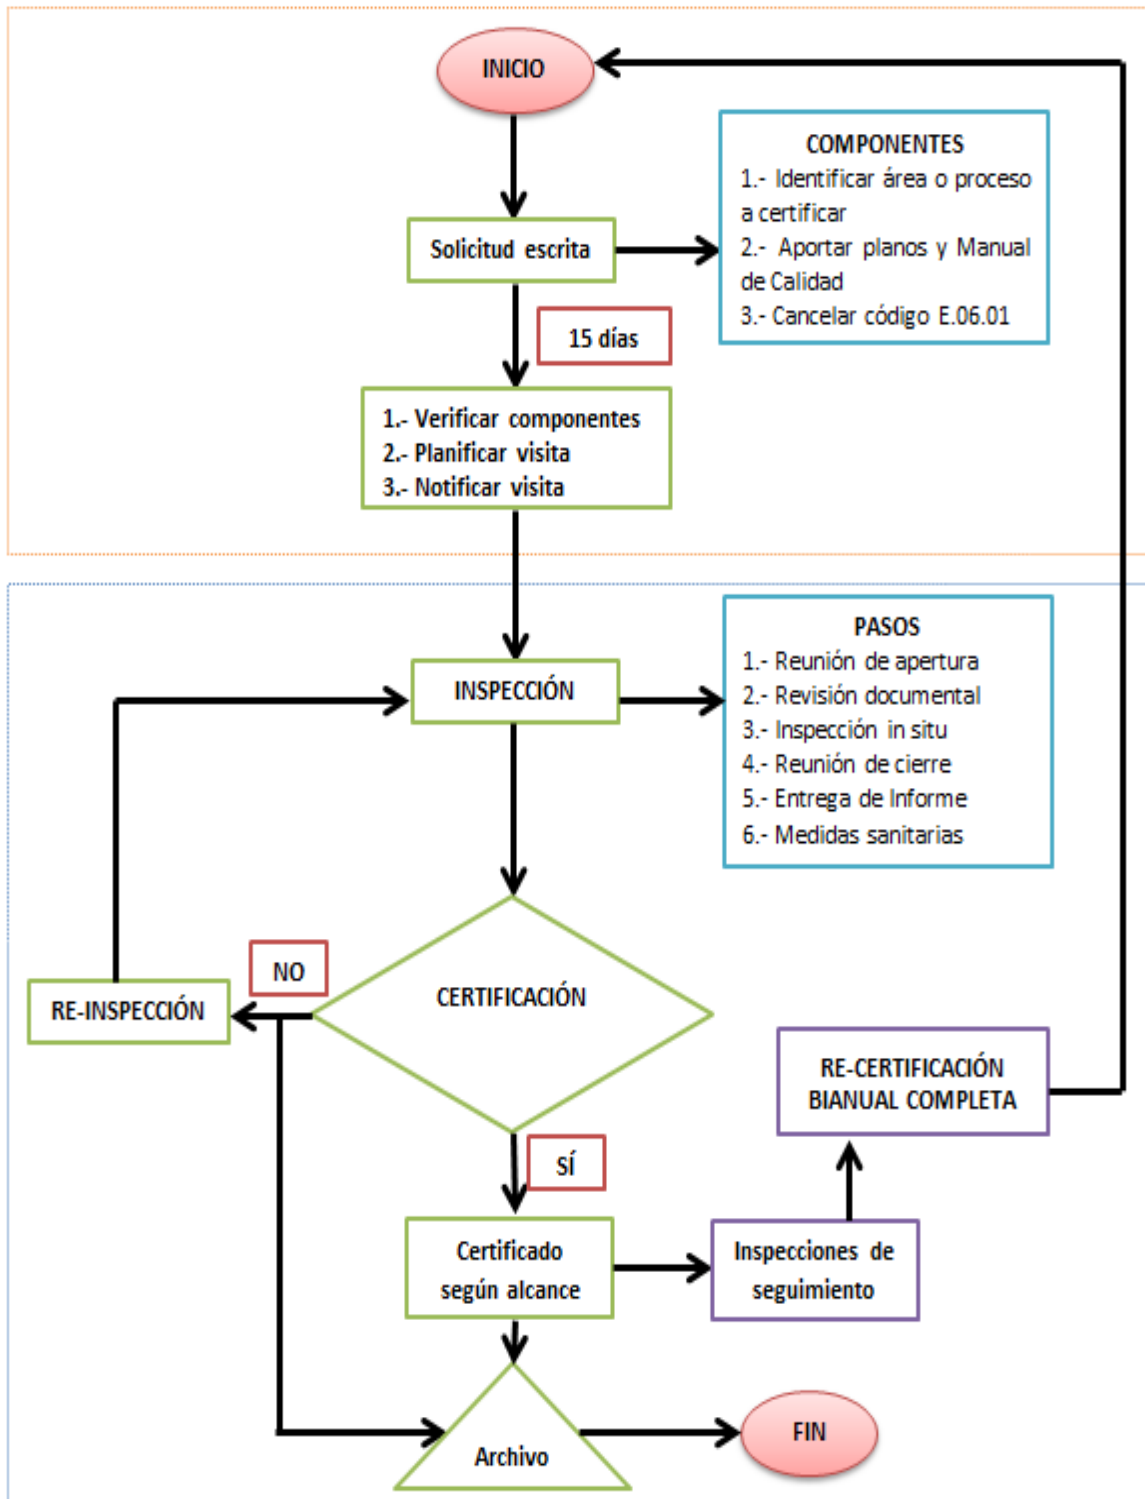 INICIO
COMPONENTES
1.- Identificar área o proceso
a certificar
2.- Aportar planos y Manual
de Calidad
3.- Cancelar código E.06.01
Solicitud escrita
15 días
1.- Verificar componentes
2.- Planificar visita
3.- Notificar visita
INSPECCIÓN
PASOS
1.- Reunión de apertura
2.- Revisión documental
3.- Inspección in situ
4.- Reunión de cierre
5.- Entrega de Informe
6.- Medidas sanitarias
NO
RE-INSPECCIÓN
CERTIFICACIÓN
RE-CERTIFICACIÓN
BIANUAL COMPLETA
SÍ
Certificado
según alcance
Inspecciones de
seguimiento
Archivo
FIN